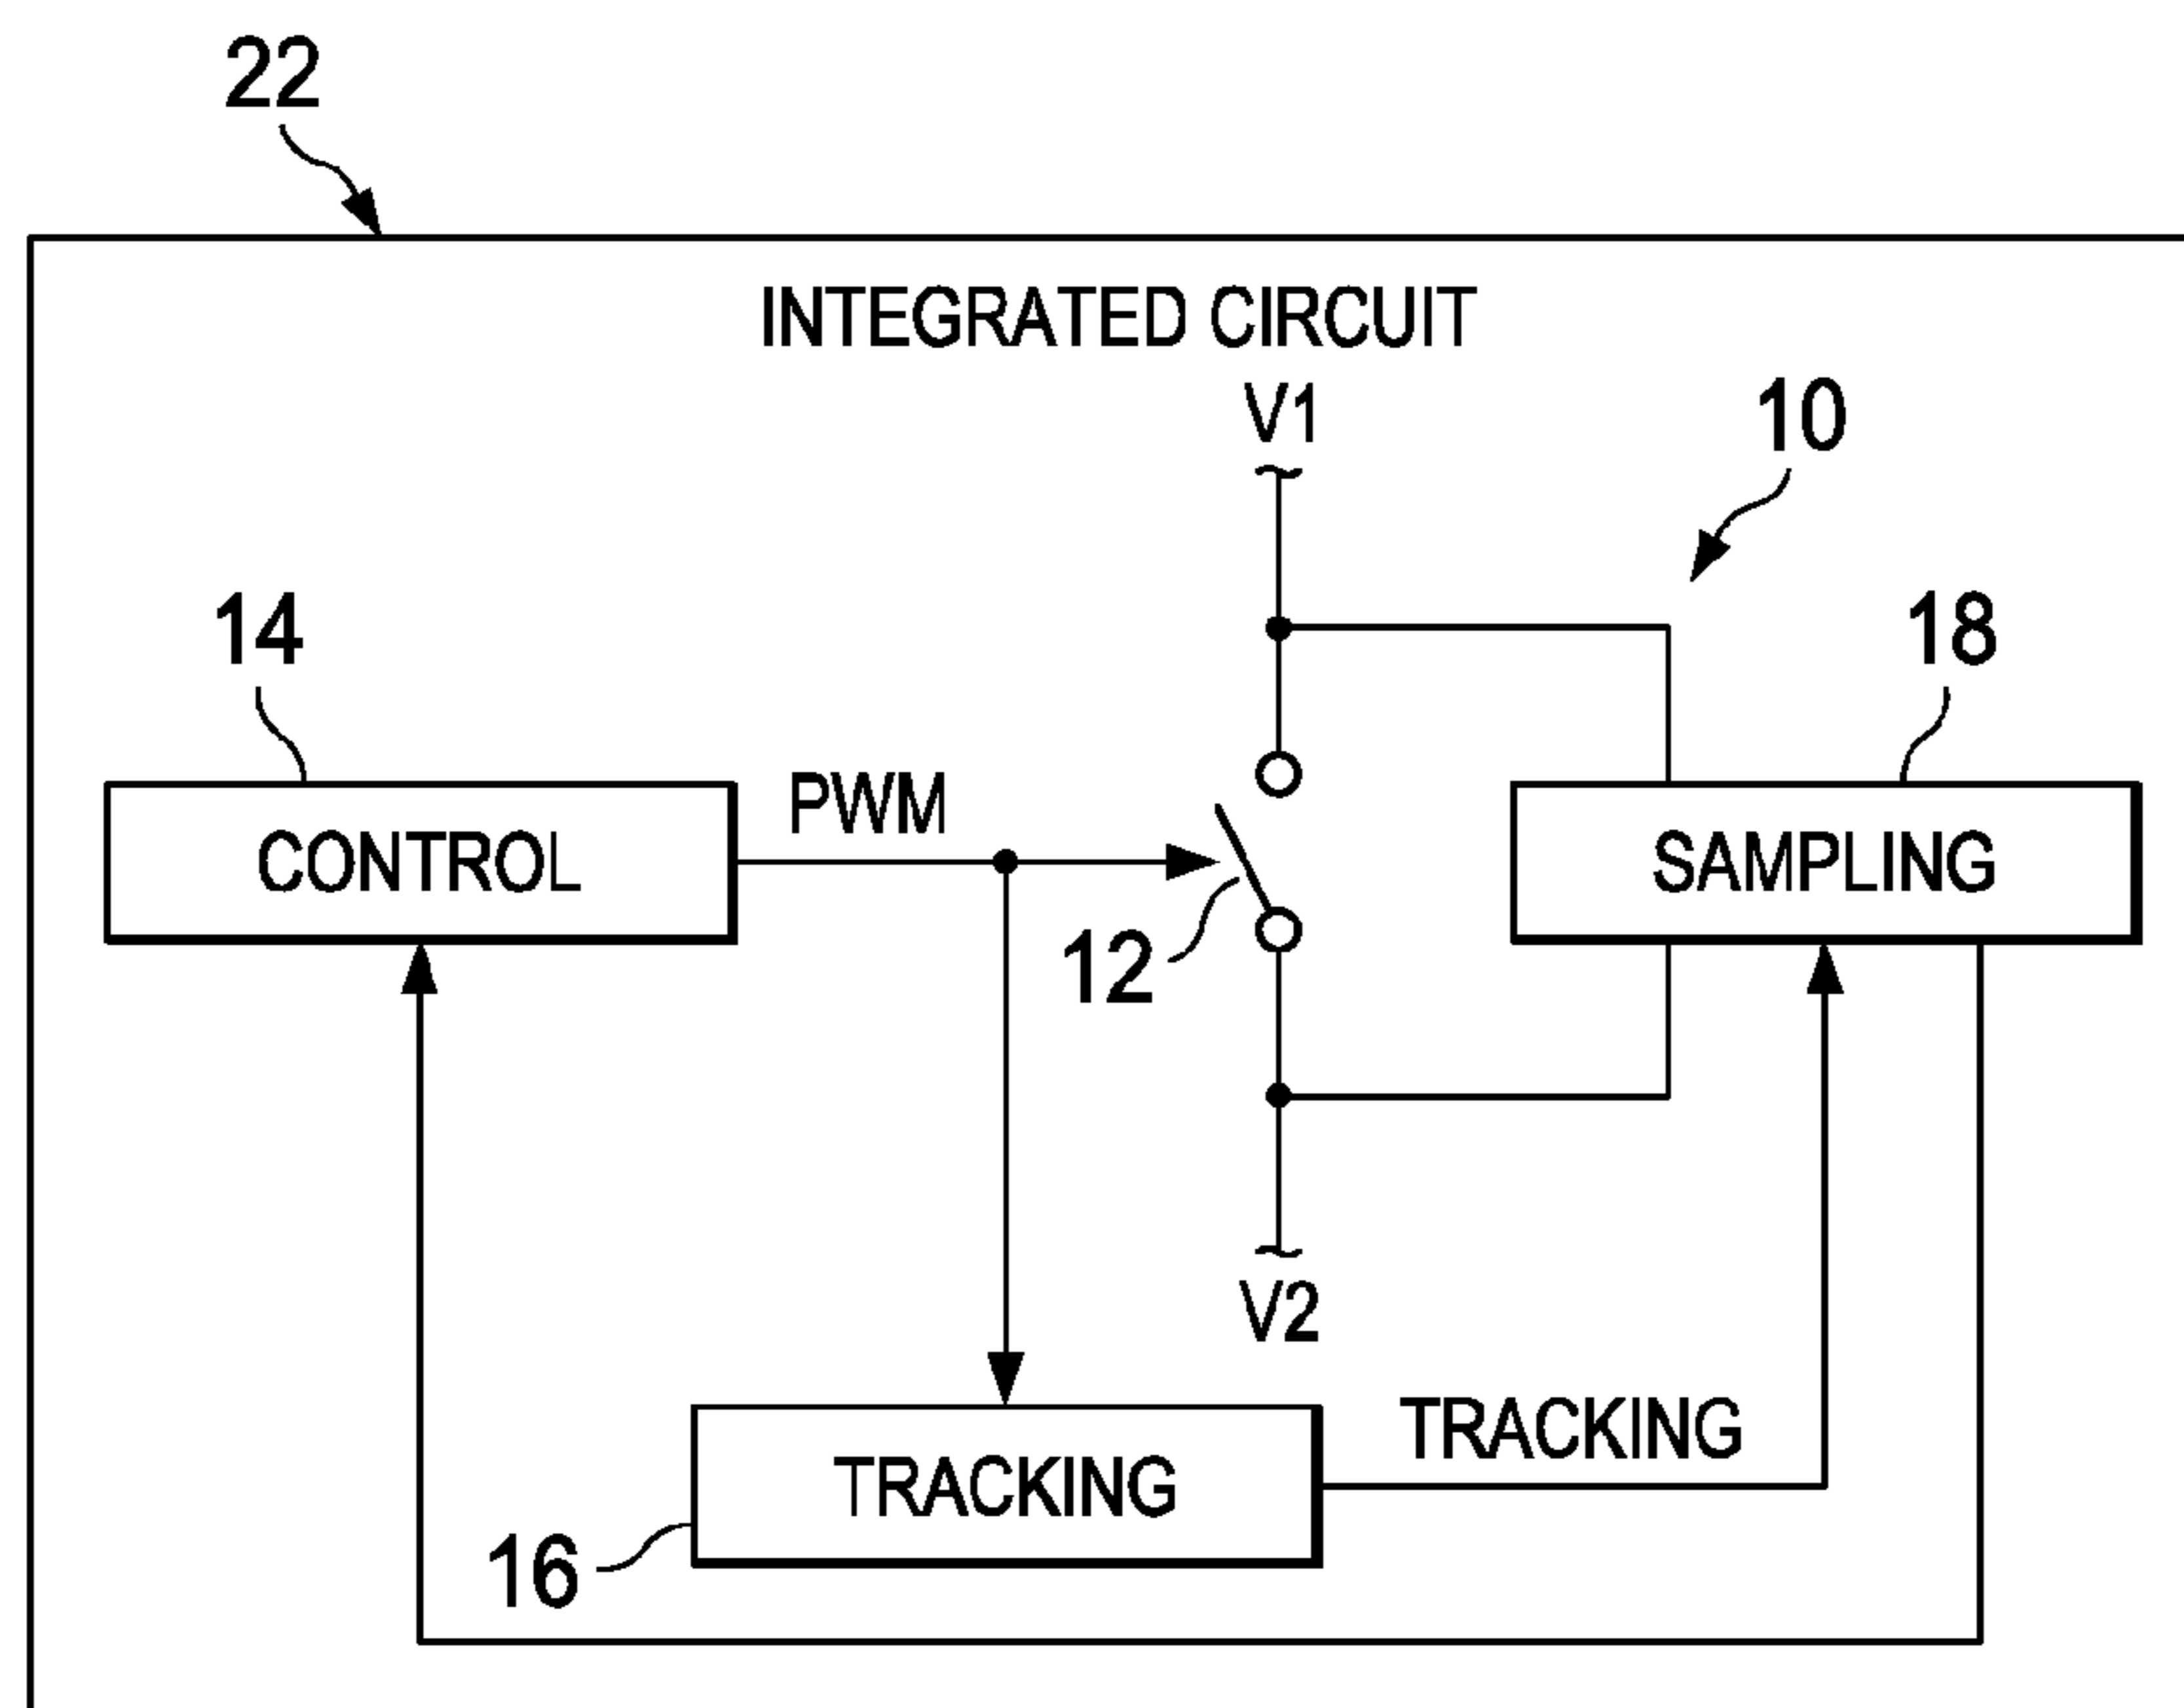 22
INTEGRATED CIRCUIT
V1
10
14
18
PWM
CONTROL
SAMPLING
12
V2
TRACKING
TRACKING
16